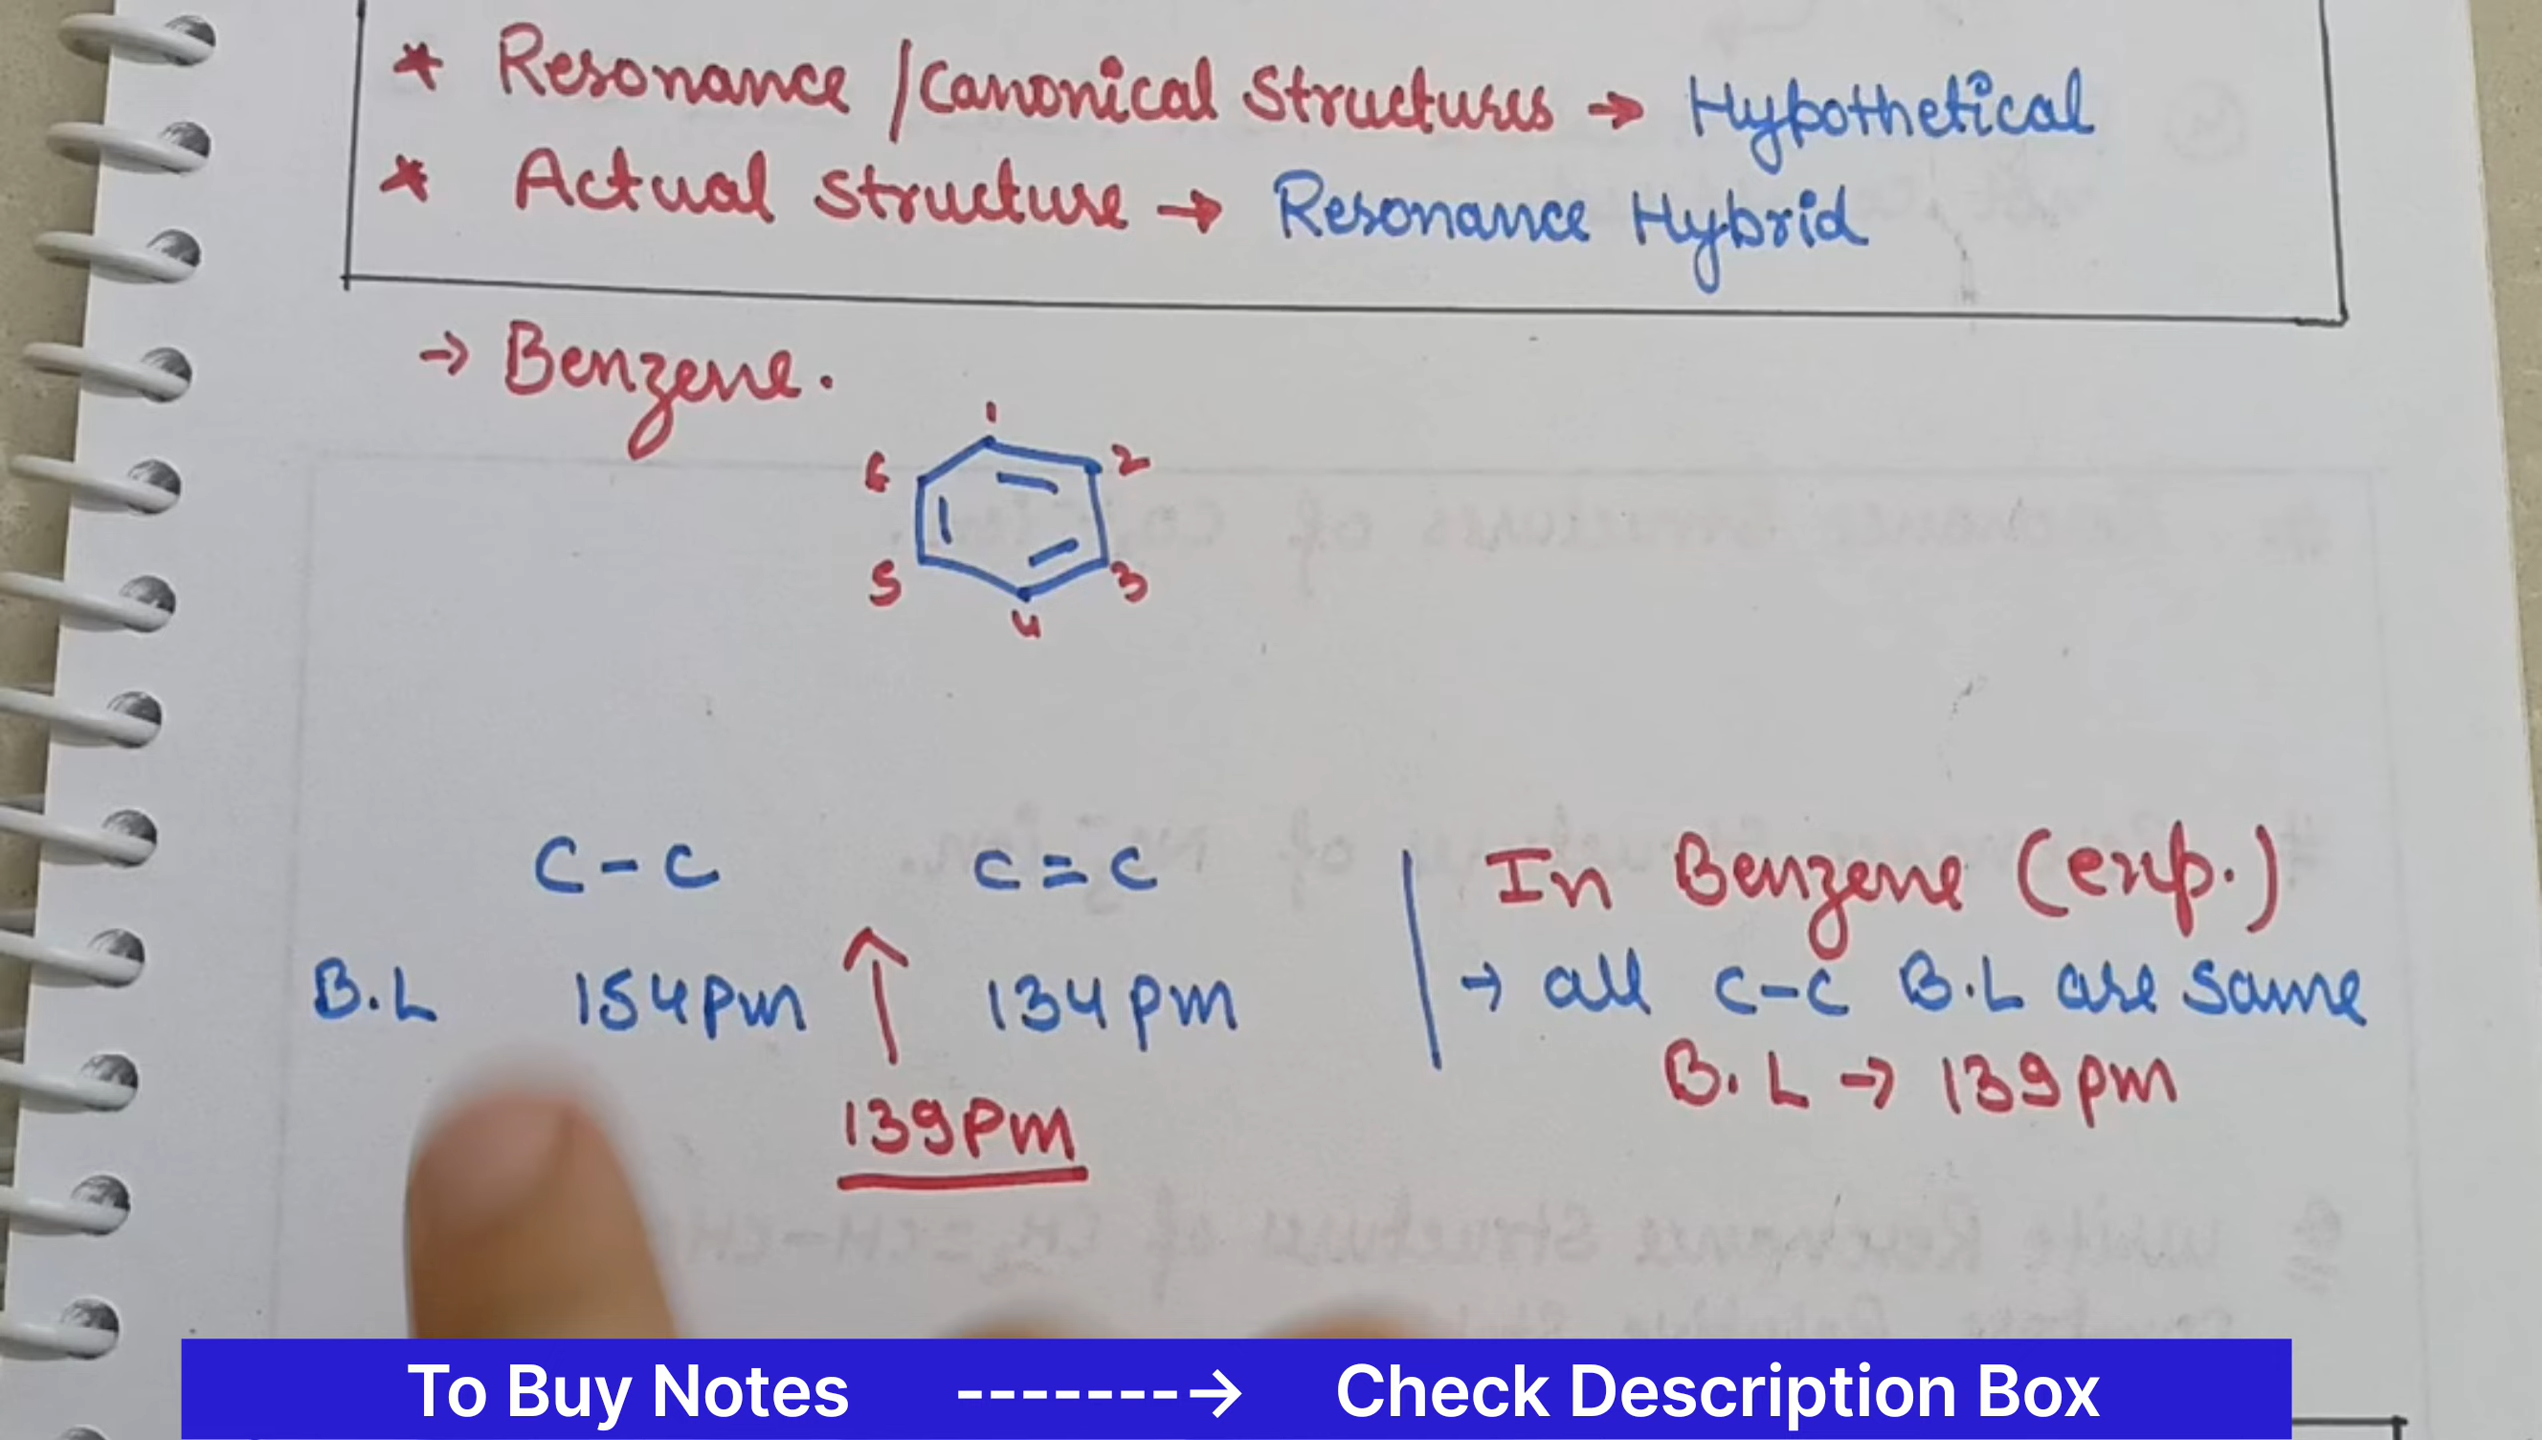 * Resonance /Canonical Structures → Hypothetical
* Actual Structure → Resonance Hybrid
→ Benzene.
1
6 2
5 3
4
C-C C=C
B.L 154pm ↑ 134pm
139Pm
In Benzene (exp.)
→ all C-C B.L are same
B.L → 139pm
To Buy Notes -------→ Check Description Box